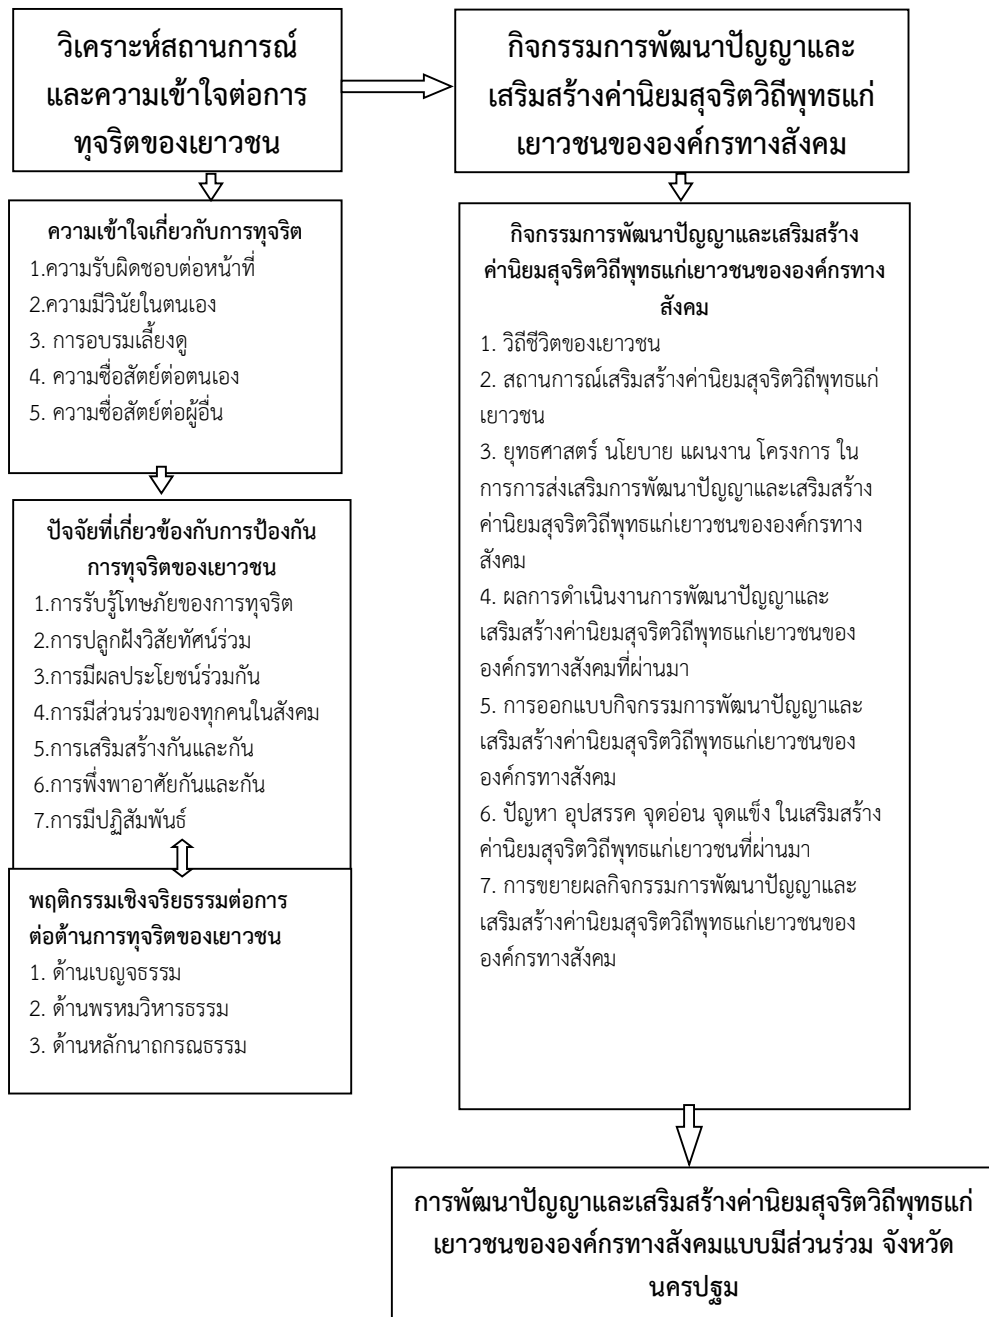 วิเคราะห์สถานการณ์
และความเข้าใจต่อการ
ทุจริตของเยาวชน
กิจกรรมการพัฒนาปัญญาและ
เสริมสร้างค่านิยมสุจริตวิถีพุทธแก่
เยาวชนขององค์กรทางสังคม
ความเข้าใจเกี่ยวกับการทุจริต
1.ความรับผิดชอบต่อหน้าที่
2.ความมีวินัยในตนเอง
3. การอบรมเลี้ยงดู
4. ความซื่อสัตย์ต่อตนเอง
5. ความซื่อสัตย์ต่อผู้อื่น
ปัจจัยที่เกี่ยวข้องกับการป้องกัน
การทุจริตของเยาวชน
1.การรับรู้โทษภัยของการทุจริต
2.การปลูกฝังวิสัยทัศน์ร่วม
3.การมีผลประโยชน์ร่วมกัน
4.การมีส่วนร่วมของทุกคนในสังคม
5.การเสริมสร้างกันและกัน
6.การพึ่งพาอาศัยกันและกัน
7.การมีปฏิสัมพันธ์
พฤติกรรมเชิงจริยธรรมต่อการ
ต่อต้านการทุจริตของเยาวชน
1. ด้านเบญจธรรม
2. ด้านพรหมวิหารธรรม
3. ด้านหลักนาถกรณธรรม
กิจกรรมการพัฒนาปัญญาและเสริมสร้าง
ค่านิยมสุจริตวิถีพุทธแก่เยาวชนขององค์กรทาง
สังคม
1. วิถีชีวิตของเยาวชน
2. สถานการณ์เสริมสร้างค่านิยมสุจริตวิถีพุทธแก่
เยาวชน
3. ยุทธศาสตร์ นโยบาย แผนงาน โครงการ ใน
การการส่งเสริมการพัฒนาปัญญาและเสริมสร้าง
ค่านิยมสุจริตวิถีพุทธแก่เยาวชนขององค์กรทาง
สังคม
4. ผลการดำเนินงานการพัฒนาปัญญาและ
เสริมสร้างค่านิยมสุจริตวิถีพุทธแก่เยาวชนของ
องค์กรทางสังคมที่ผ่านมา
5. การออกแบบกิจกรรมการพัฒนาปัญญาและ
เสริมสร้างค่านิยมสุจริตวิถีพุทธแก่เยาวชนของ
องค์กรทางสังคม
6. ปัญหา อุปสรรค จุดอ่อน จุดแข็ง ในเสริมสร้าง
ค่านิยมสุจริตวิถีพุทธแก่เยาวชนที่ผ่านมา
7. การขยายผลกิจกรรมการพัฒนาปัญญาและ
เสริมสร้างค่านิยมสุจริตวิถีพุทธแก่เยาวชนของ
องค์กรทางสังคม
การพัฒนาปัญญาและเสริมสร้างค่านิยมสุจริตวิถีพุทธแก่
เยาวชนขององค์กรทางสังคมแบบมีส่วนร่วม จังหวัด
นครปฐม